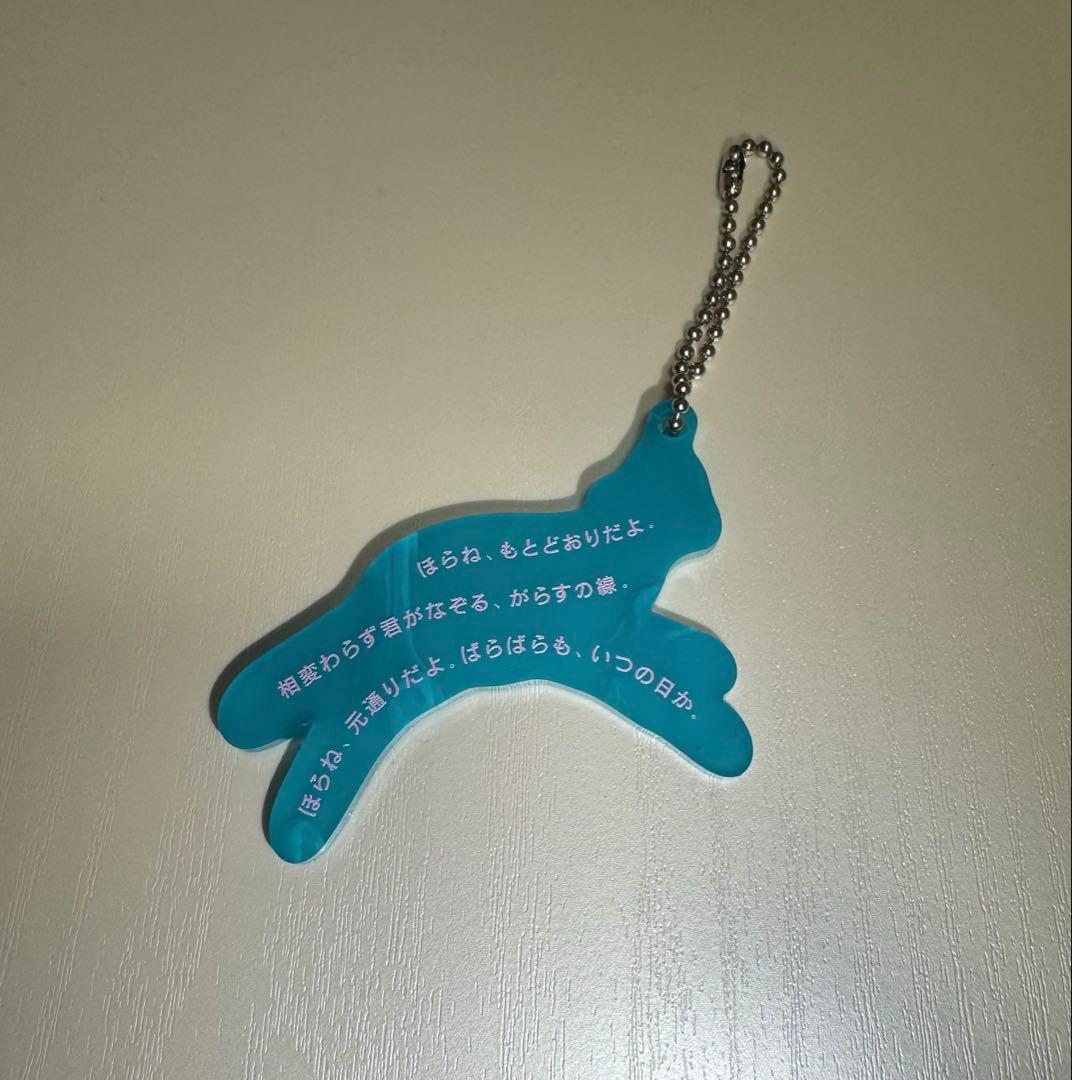 ほらね、もとどおりだよ。
相変わらず君がなぞる、がらすの線。
ほらね、元通りだよ。ばらばらも、いつの日か。